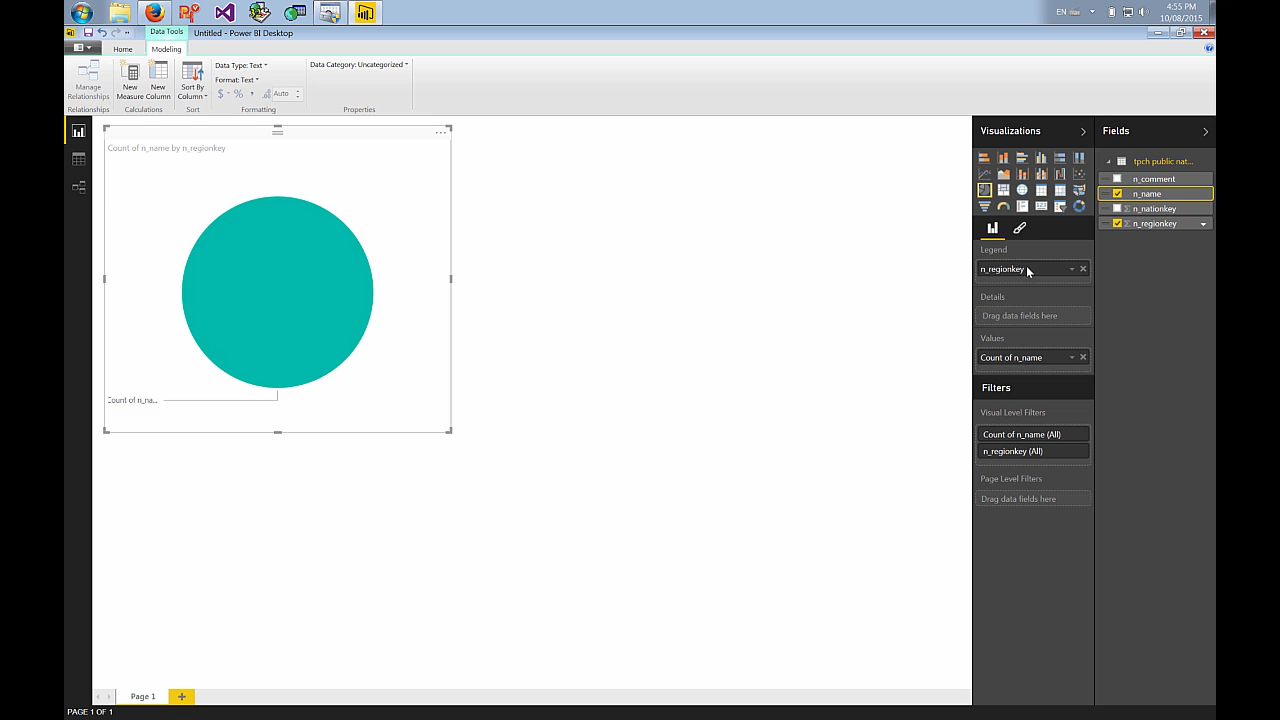 EN
4:55 PM
10/08/2015
Data Tools
Untitled - Power BI Desktop
Home
Modeling
Manage
Relationships
New
Measure
New
Column
Sort By
Column
Data Type: Text
Format: Text
$ % , Auto
Data Category: Uncategorized
Relationships
Calculations
Sort
Formatting
Properties
Count of n_name by n_regionkey
Count of n_na...
Visualizations
Legend
n_regionkey
Details
Drag data fields here
Values
Count of n_name
Filters
Visual Level Filters
Count of n_name (All)
n_regionkey (All)
Page Level Filters
Drag data fields here
Fields
tpch public nat...
n_comment
n_name
Σ n_nationkey
Σ n_regionkey
Page 1
PAGE 1 OF 1